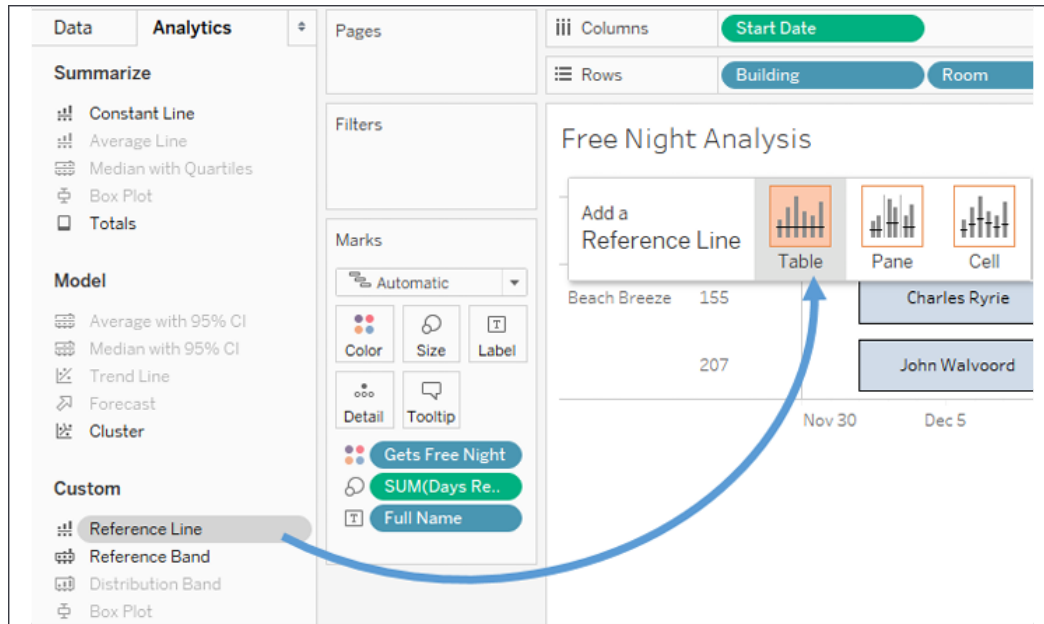 Data
Analytics
Summarize
Constant Line
Average Line
Median with Quartiles
Box Plot
Totals
Model
Average with 95% CI
Median with 95% CI
Trend Line
Forecast
Cluster
Custom
Reference Line
Reference Band
Distribution Band
Box Plot
Pages
Filters
Marks
Automatic
Color
Size
T
Label
Detail
Tooltip
Gets Free Night
SUM(Days Re..
T
Full Name
Columns
Start Date
Rows
Building
Room
Free Night Analysis
Add a
Reference Line
Table
Pane
Cell
Beach Breeze
155
Charles Ryrie
207
John Walvoord
Nov 30
Dec 5